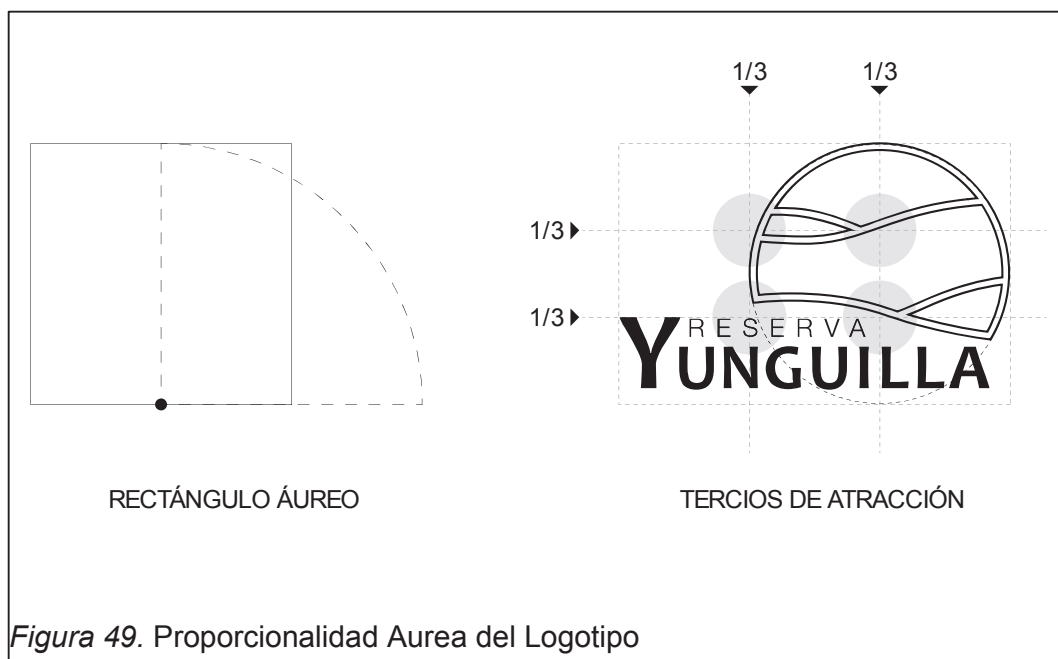 1/3 1/3
1/3
1/3
RESERVA
YUNGUILLA
RECTÁNGULO ÁUREO
TERCIOS DE ATRACCIÓN
Figura 49. Proporcionalidad Aurea del Logotipo